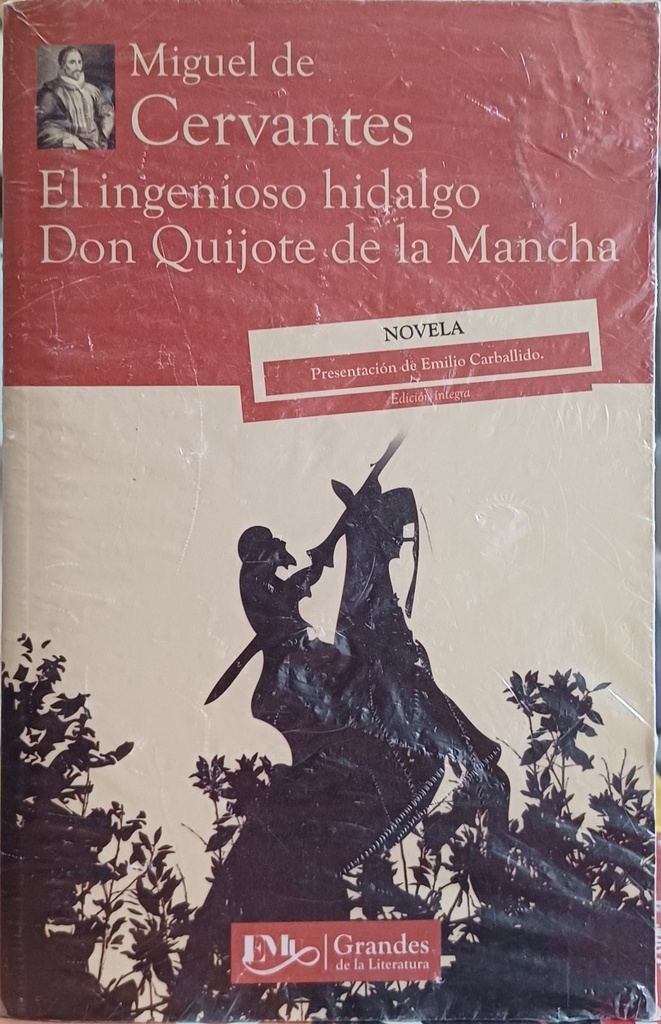 Miguel de
Cervantes
El ingenioso hidalgo
Don Quijote de la Mancha
NOVELA
Presentación de Emilio Carballido.
Edición íntegra
EMU
Grandes
de la Literatura